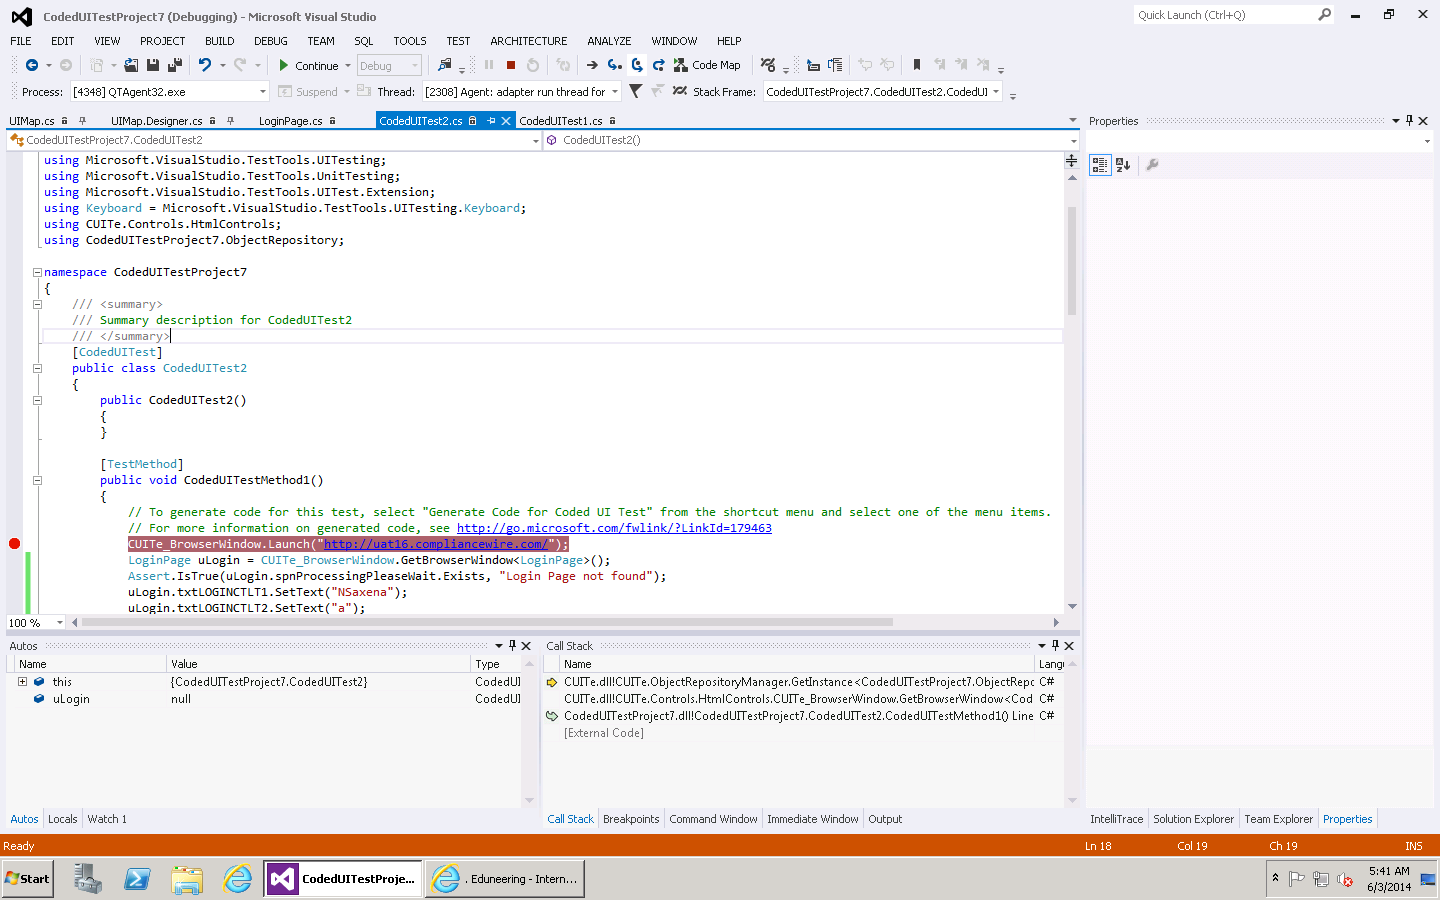 CodedUITestProject7 (Debugging) - Microsoft Visual Studio
Quick Launch (Ctrl+Q)
FILE EDIT VIEW PROJECT BUILD DEBUG TEAM SQL TOOLS TEST ARCHITECTURE ANALYZE WINDOW HELP
Continue Debug Code Map
Process: [4348] QTAgent32.exe Suspend Thread: [2308] Agent: adapter run thread for Stack Frame: CodedUITestProject7.CodedUITest2.CodedUI
UIMap.cs UIMap.Designer.cs LoginPage.cs CodedUITest2.cs CodedUITest1.cs
CodedUITestProject7.CodedUITest2 CodedUITest2()
using Microsoft.VisualStudio.TestTools.UITesting;
using Microsoft.VisualStudio.TestTools.UnitTesting;
using Microsoft.VisualStudio.TestTools.UITest.Extension;
using Keyboard = Microsoft.VisualStudio.TestTools.UITesting.Keyboard;
using CUITe.Controls.HtmlControls;
using CodedUITestProject7.ObjectRepository;
namespace CodedUITestProject7
{
/// <summary>
/// Summary description for CodedUITest2
/// </summary>
[CodedUITest]
public class CodedUITest2
{
public CodedUITest2()
{
}
[TestMethod]
public void CodedUITestMethod1()
{
// To generate code for this test, select "Generate Code for Coded UI Test" from the shortcut menu and select one of the menu items.
// For more information on generated code, see http://go.microsoft.com/fwlink/?LinkId=179463
CUITe_BrowserWindow.Launch("http://uat16.compliancewire.com/");
LoginPage uLogin = CUITe_BrowserWindow.GetBrowserWindow<LoginPage>();
Assert.IsTrue(uLogin.spnProcessingPleaseWait.Exists, "Login Page not found");
uLogin.txtLOGINCTLT1.SetText("NSaxena");
uLogin.txtLOGINCTLT2.SetText("a");
100 %
Autos
Name Value Type
this {CodedUITestProject7.CodedUITest2} CodedUI
uLogin null CodedUI
Autos Locals Watch 1
Call Stack
Name Langu
CUITe.dll!CUITe.ObjectRepositoryManager.GetInstance<CodedUITestProject7.ObjectRepo C#
CUITe.dll!CUITe.Controls.HtmlControls.CUITe_BrowserWindow.GetBrowserWindow<Cod C#
CodedUITestProject7.dll!CodedUITestProject7.CodedUITest2.CodedUITestMethod1() Line C#
[External Code]
Call Stack Breakpoints Command Window Immediate Window Output
Properties
IntelliTrace Solution Explorer Team Explorer Properties
Ready Ln 18 Col 19 Ch 19 INS
Start CodedUITestProje... . Eduneering - Intern...
5:41 AM
6/3/2014